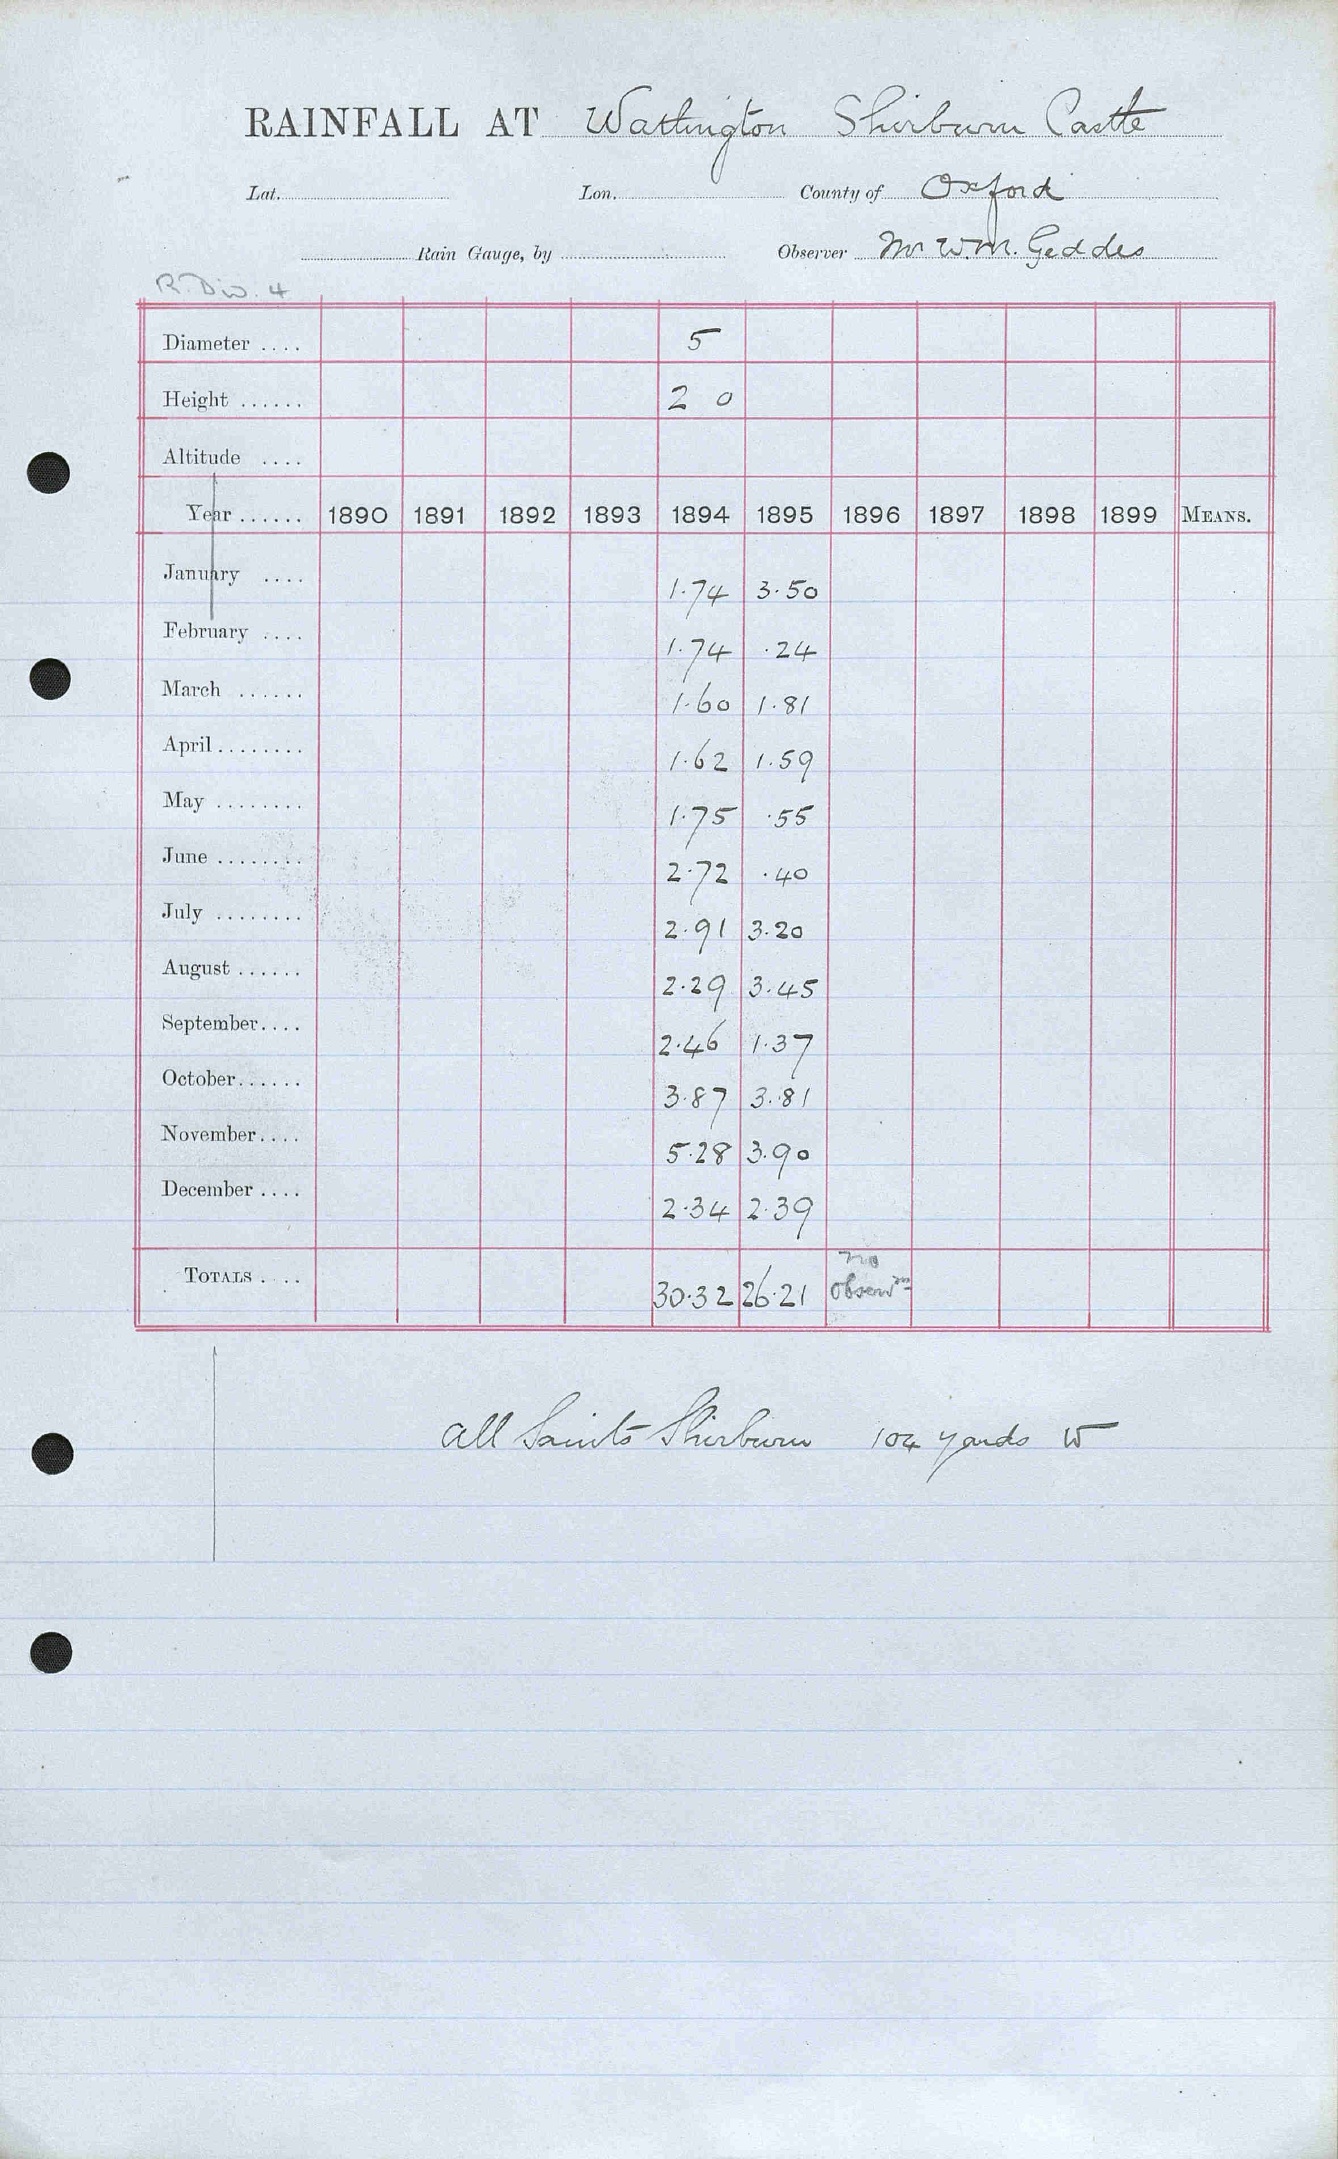 RAINFALL AT Watlington Shirburn Castle
Lat. Lon. County of Oxford
Rain Gauge, by Observer Mr W.M. Geddes
R. Div. 4
Diameter .... 5
Height ...... 2 0
Altitude ....
Year ...... 1890 1891 1892 1893 1894 1895 1896 1897 1898 1899 MEANS.
January .... 1.74 3.50
February .... 1.74 .24
March ...... 1.60 1.81
April ........ 1.62 1.59
May ........ 1.75 .55
June ........ 2.72 .40
July ........ 2.91 3.20
August ...... 2.29 3.45
September.... 2.46 1.37
October...... 3.87 3.81
November.... 5.28 3.90
December .... 2.34 2.39
TOTALS .... 30.32 26.21 no observns
All Saints Shirburn 104 yards W